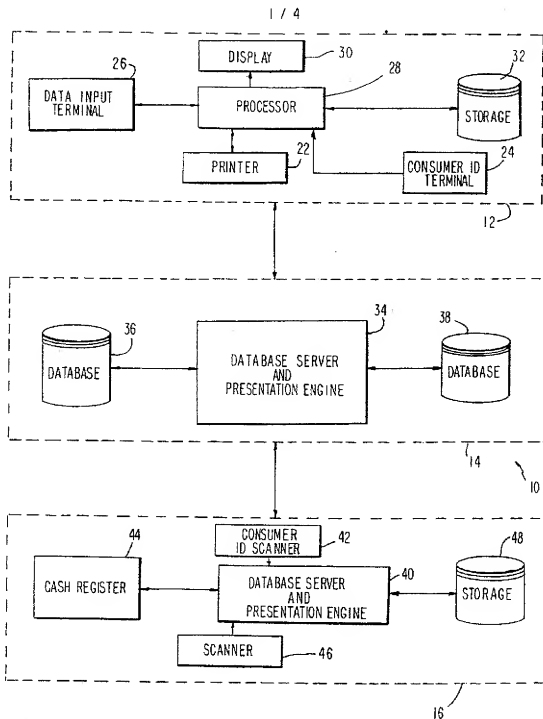 1 / 4
26
DATA INPUT
TERMINAL
DISPLAY
30
28
PROCESSOR
32
STORAGE
PRINTER
22
CONSUMER ID
TERMINAL
24
12
36
DATABASE
34
DATABASE SERVER
AND
PRESENTATION ENGINE
38
DATABASE
14
10
44
CASH REGISTER
CONSUMER
ID SCANNER
42
40
DATABASE SERVER
AND
PRESENTATION ENGINE
48
STORAGE
SCANNER
46
16